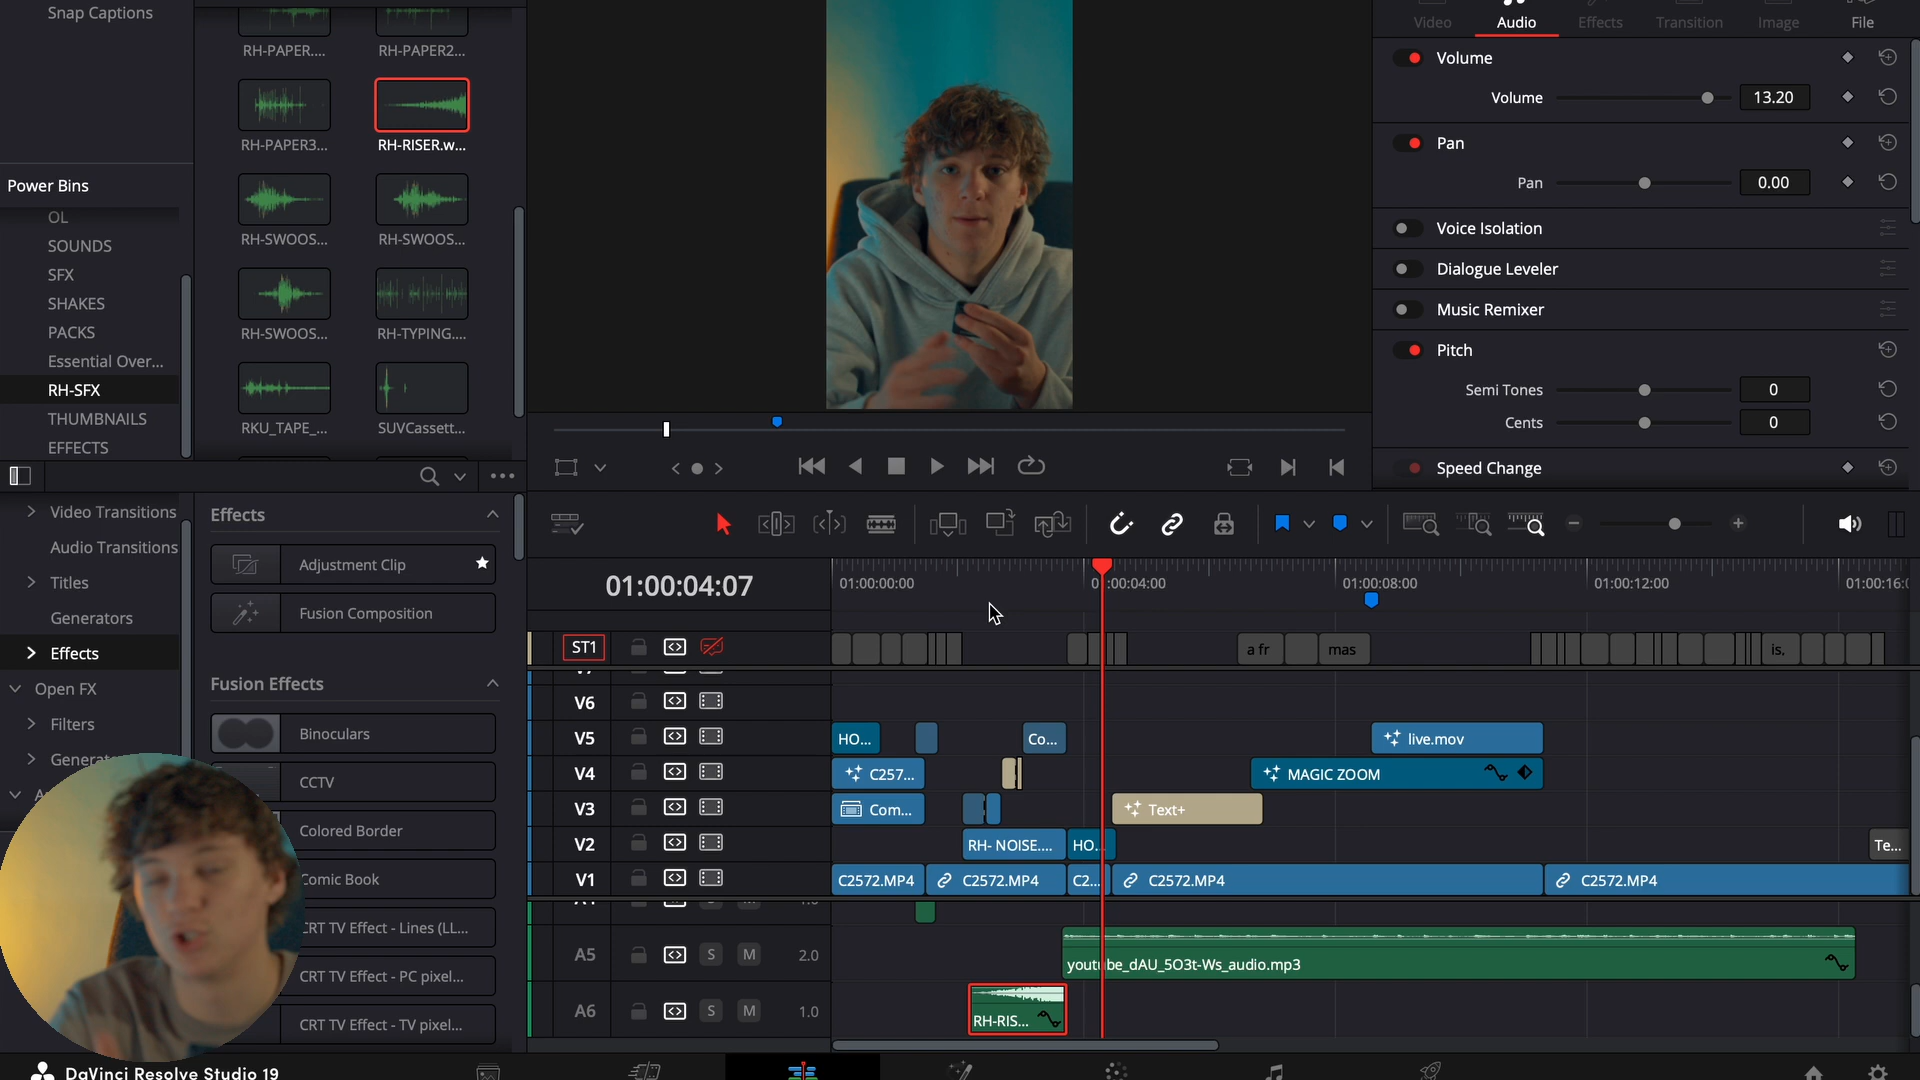 Snap Captions
RH-PAPER....
RH-PAPER2...
RH-PAPER3...
RH-RISER.w...
Power Bins
OL
SOUNDS
SFX
SHAKES
PACKS
Essential Over...
RH-SFX
THUMBNAILS
EFFECTS
RH-SWOOS...
RH-SWOOS...
RH-SWOOS...
RH-TYPING....
RKU_TAPE_...
SUVCassett...
Video
Audio
Effects
Transition
Image
File
Volume
Volume
13.20
Pan
Pan
0.00
Voice Isolation
Dialogue Leveler
Music Remixer
Pitch
Semi Tones
0
Cents
0
Speed Change
Video Transitions
Audio Transitions
Titles
Generators
Effects
Open FX
Filters
Effects
Adjustment Clip
Fusion Composition
Fusion Effects
Binoculars
CCTV
Colored Border
Comic Book
CRT TV Effect - Lines (LL...
CRT TV Effect - PC pixel...
CRT TV Effect - TV pixel...
01:00:04:07
01:00:00:00
01:00:08:00
01:00:12:00
ST1
a fr
mas
is,
V6
V5
HO...
Co...
live.mov
V4
C257...
MAGIC ZOOM
V3
Com...
Text+
V2
RH- NOISE....
HO...
Te...
V1
C2572.MP4
C2572.MP4
C2...
C2572.MP4
C2572.MP4
A5
S
M
2.0
youtube_dAU_5O3t-Ws_audio.mp3
A6
S
M
1.0
RH-RIS...
DaVinci Resolve Studio 19